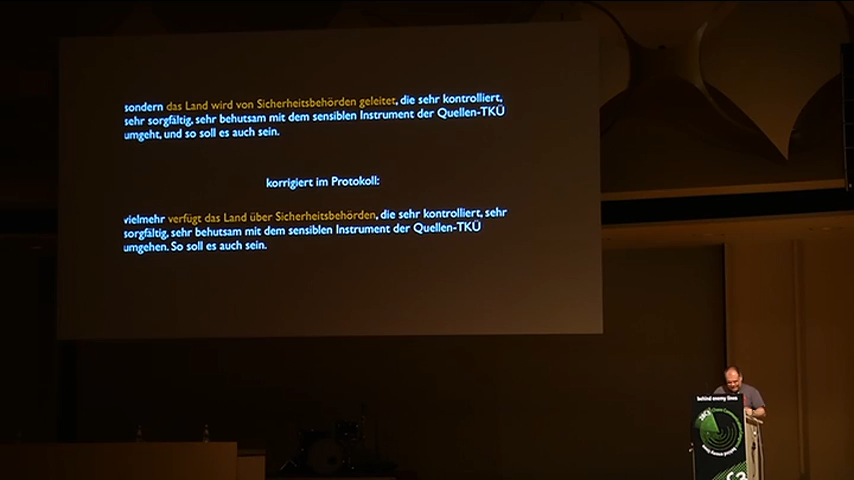 sondern das Land wird von Sicherheitsbehörden geleitet, die sehr kontrolliert,
sehr sorgfältig, sehr behutsam mit dem sensiblen Instrument der Quellen-TKÜ
umgeht, und so soll es auch sein.
korrigiert im Protokoll:
vielmehr verfügt das Land über Sicherheitsbehörden, die sehr kontrolliert, sehr
sorgfältig, sehr behutsam mit dem sensiblen Instrument der Quellen-TKÜ
umgehen. So soll es auch sein.
behind enemy lines